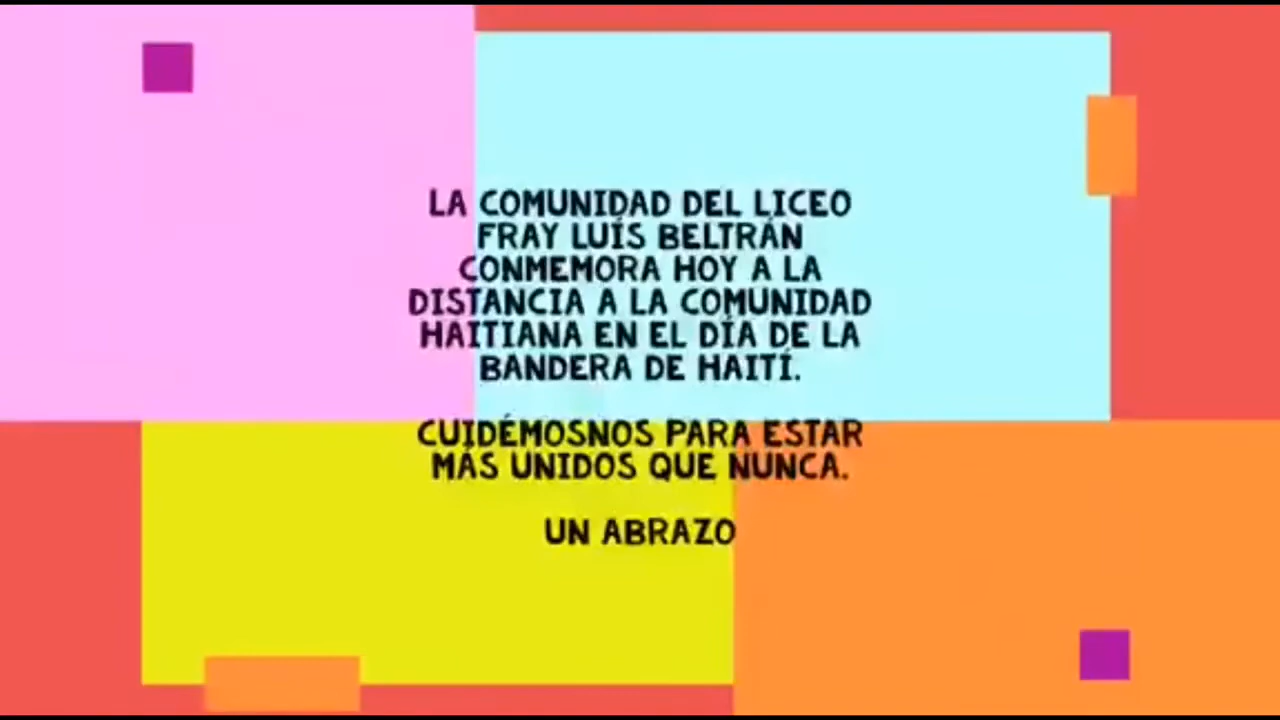 LA COMUNIDAD DEL LICEO
FRAY LUÍS BELTRÁN
CONMEMORA HOY A LA
DISTANCIA A LA COMUNIDAD
HAITIANA EN EL DÍA DE LA
BANDERA DE HAITÍ.
CUIDÉMOSNOS PARA ESTAR
MÁS UNIDOS QUE NUNCA.
UN ABRAZO